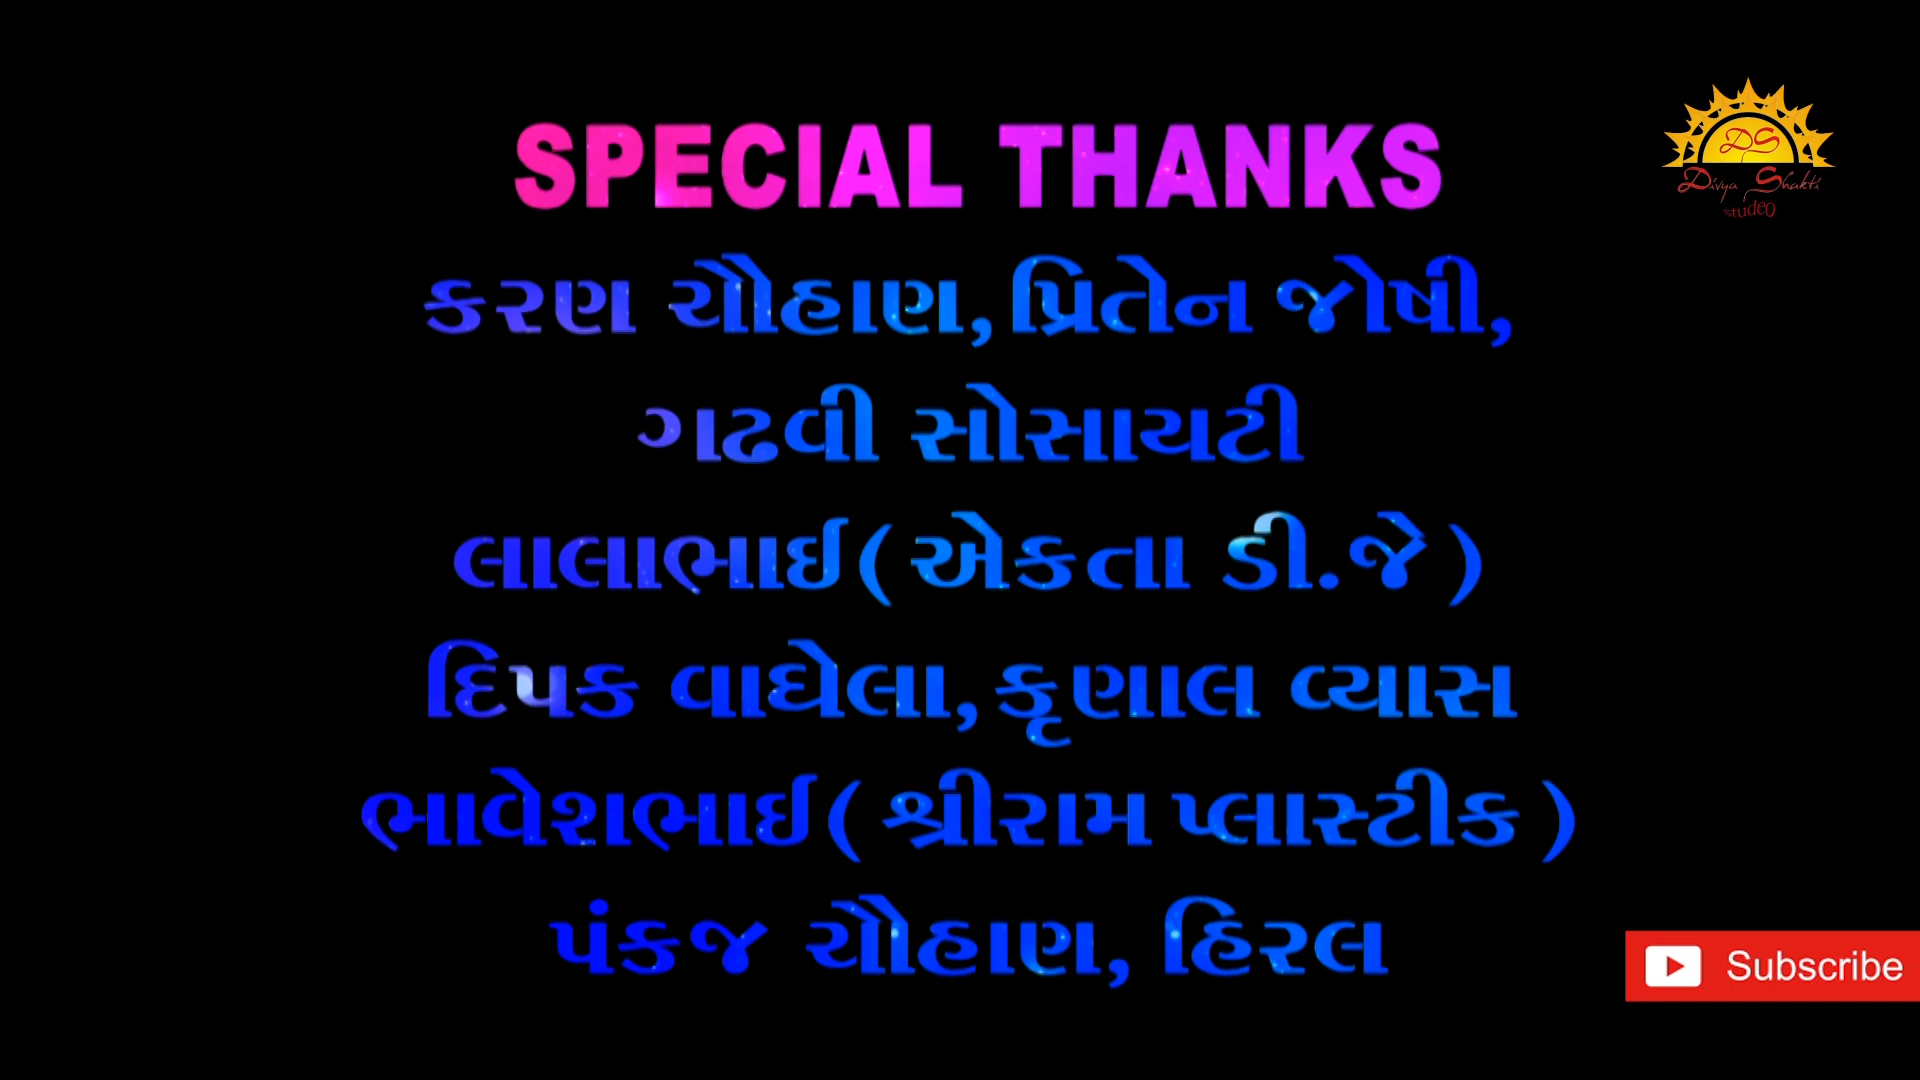 SPECIAL THANKS
કરણ ચૌહાણ, પ્રિતેન જોષી,
ગઢવી સોસાયટી
લાલાભાઈ( એકતા ડી.જે )
દિપક વાઘેલા, કૃણાલ વ્યાસ
ભાવેશભાઈ( શ્રીરામ પ્લાસ્ટીક )
પંકજ ચૌહાણ, હિરલ
DS
Divya Shakti
studeo
Subscribe